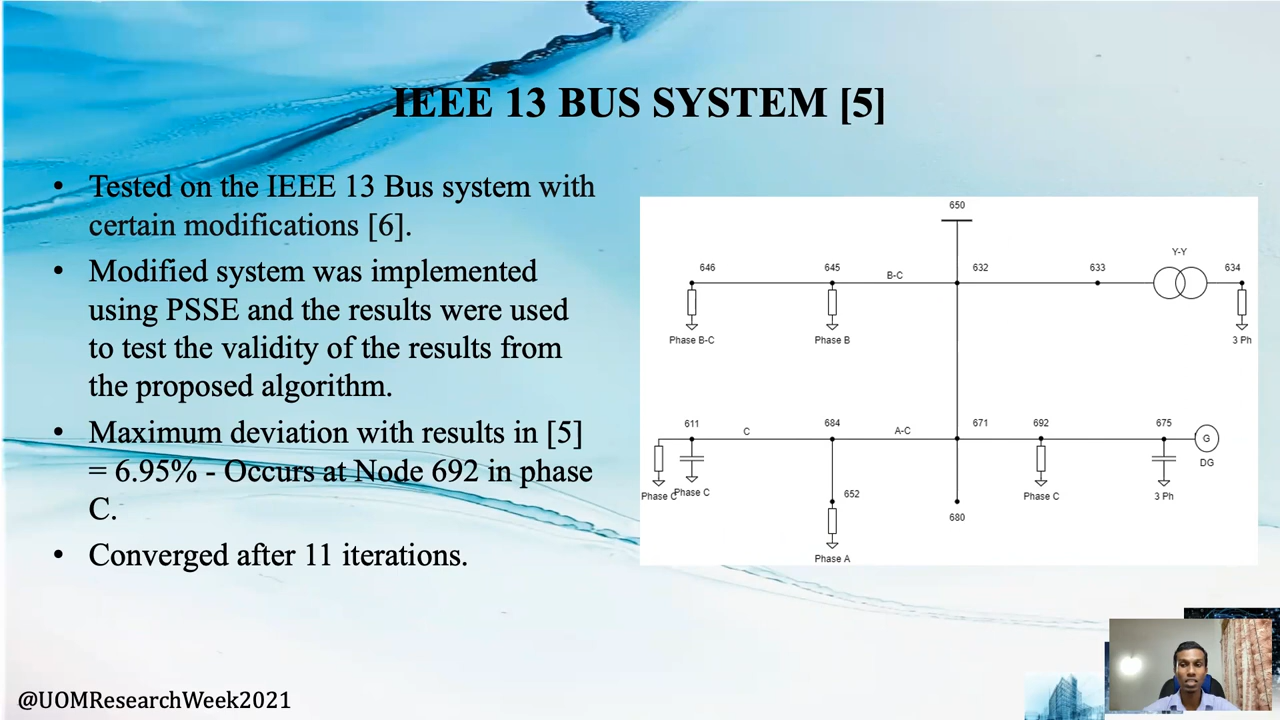 IEEE 13 BUS SYSTEM [5]
• Tested on the IEEE 13 Bus system with
certain modifications [6].
• Modified system was implemented
using PSSE and the results were used
to test the validity of the results from
the proposed algorithm.
• Maximum deviation with results in [5]
= 6.95% - Occurs at Node 692 in phase
C.
• Converged after 11 iterations.
650
Y-Y
646
645
B-C
632
633
634
Phase B-C
Phase B
3 Ph
611
C
684
A-C
671
692
675
G
DG
Phase C
Phase C
652
Phase C
3 Ph
680
Phase A
@UOMResearchWeek2021